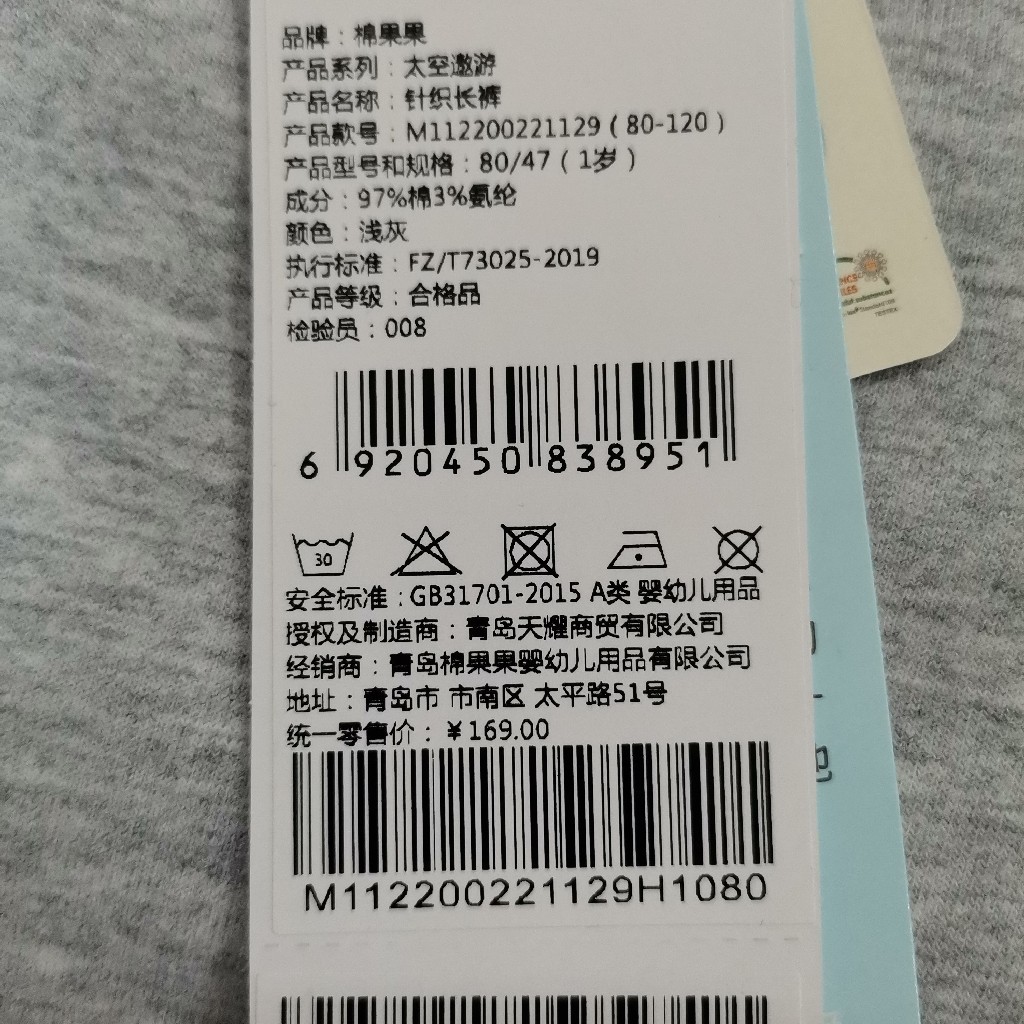 品牌：棉果果
产品系列：太空遨游
产品名称：针织长裤
产品款号：M112200221129（80-120）
产品型号和规格：80/47（1岁）
成分：97%棉3%氨纶
颜色：浅灰
执行标准：FZ/T73025-2019
产品等级：合格品
检验员：008
6 920450 838951
30
安全标准：GB31701-2015 A类 婴幼儿用品
授权及制造商：青岛天耀商贸有限公司
经销商：青岛棉果果婴幼儿用品有限公司
地址：青岛市 市南区 太平路51号
统一零售价：￥169.00
M112200221129H1080